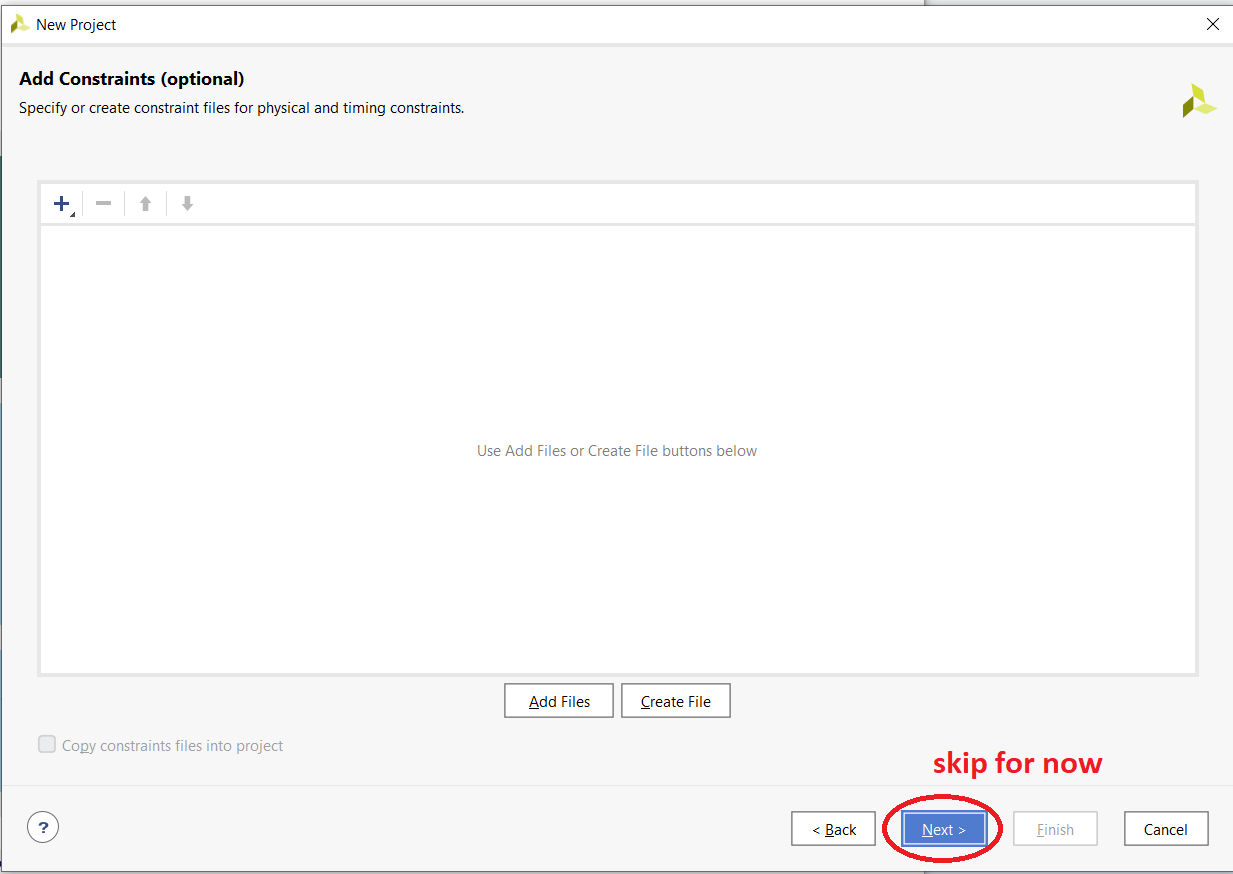 New Project
Add Constraints (optional)
Specify or create constraint files for physical and timing constraints.
Use Add Files or Create File buttons below
Add Files
Create File
Copy constraints files into project
skip for now
?
< Back
Next >
Finish
Cancel